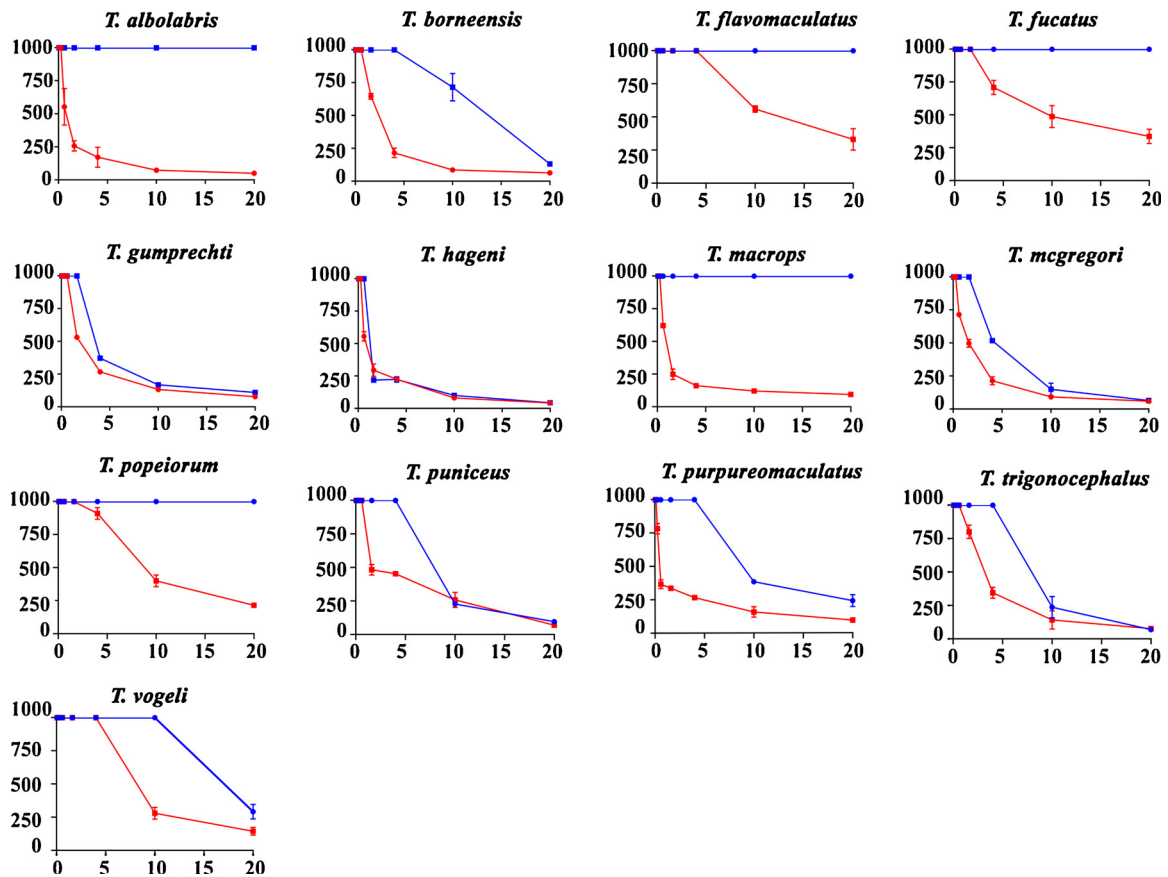 T. albolabris
T. borneensis
T. flavomaculatus
T. fucatus
1000
750
500
250
0
0 5 10 15 20
1000
750
500
250
0
0 5 10 15 20
1000
750
500
250
0
0 5 10 15 20
1000
750
500
250
0
0 5 10 15 20
T. gumprechti
T. hageni
T. macrops
T. mcgregori
1000
750
500
250
0
0 5 10 15 20
1000
750
500
250
0
0 5 10 15 20
1000
750
500
250
0
0 5 10 15 20
1000
750
500
250
0
0 5 10 15 20
T. popeiorum
T. puniceus
T. purpureomaculatus
T. trigonocephalus
1000
750
500
250
0
0 5 10 15 20
1000
750
500
250
0
0 5 10 15 20
1000
750
500
250
0
0 5 10 15 20
1000
750
500
250
0
0 5 10 15 20
T. vogeli
1000
750
500
250
0
0 5 10 15 20